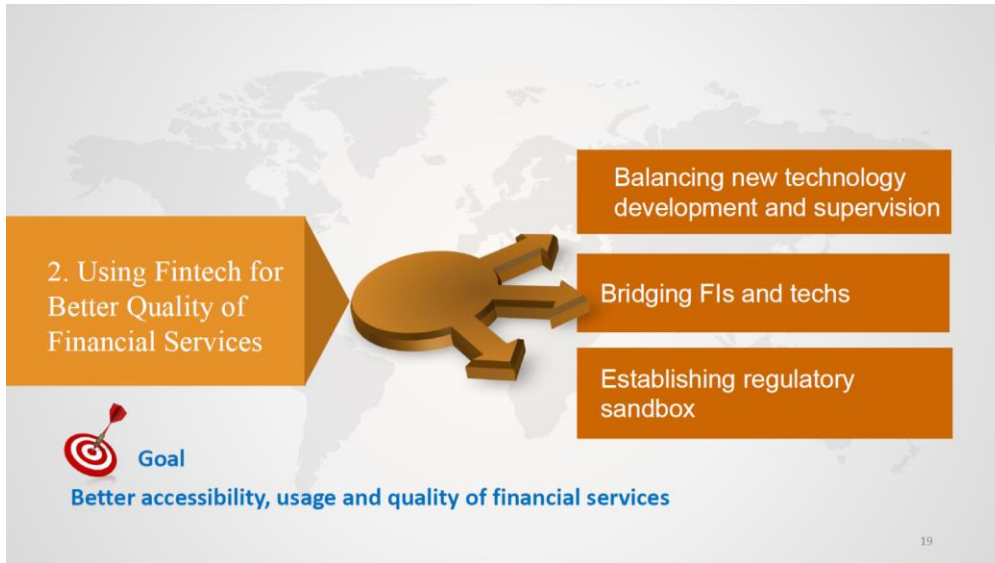 2. Using Fintech for
Better Quality of
Financial Services
Balancing new technology
development and supervision
Bridging FIs and techs
Establishing regulatory
sandbox
Goal
Better accessibility, usage and quality of financial services
19